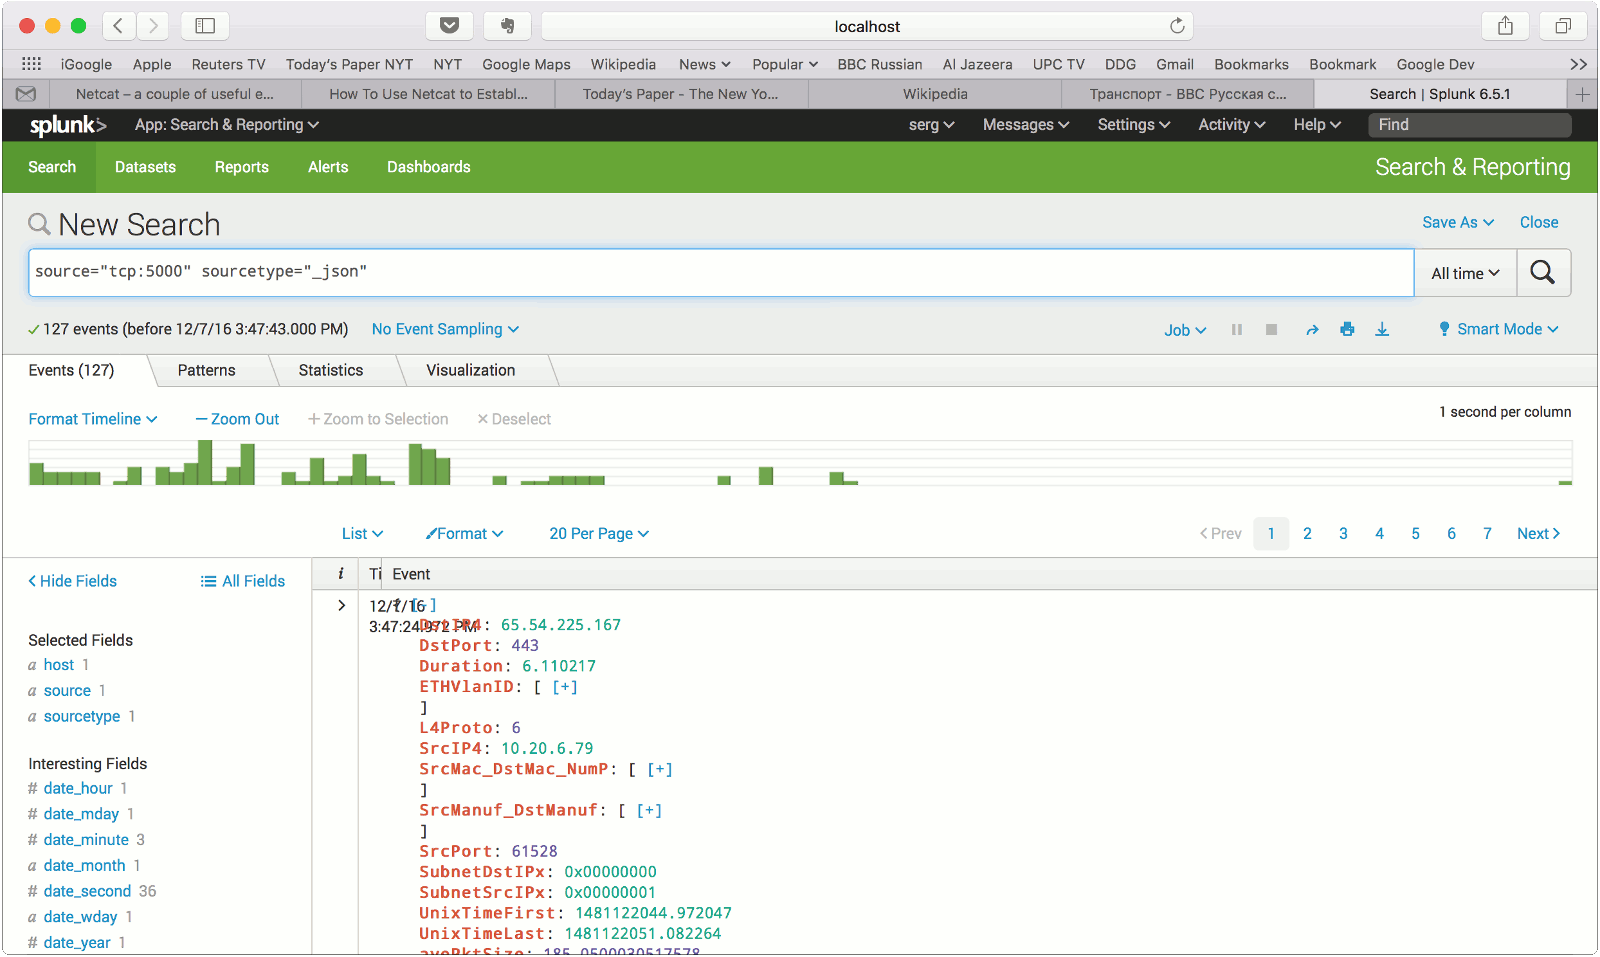 localhost
iGoogle Apple Reuters TV Today's Paper NYT NYT Google Maps Wikipedia News Popular BBC Russian Al Jazeera UPC TV DDG Gmail Bookmarks Bookmark Google Dev
Netcat – a couple of useful e... How To Use Netcat to Establ... Today's Paper - The New Yo... Wikipedia Транспорт - BBC Русская с... Search | Splunk 6.5.1
splunk> App: Search & Reporting serg Messages Settings Activity Help Find
Search Datasets Reports Alerts Dashboards Search & Reporting
New Search Save As Close
source="tcp:5000" sourcetype="_json" All time
127 events (before 12/7/16 3:47:43.000 PM) No Event Sampling Job Smart Mode
Events (127) Patterns Statistics Visualization
Format Timeline — Zoom Out + Zoom to Selection × Deselect 1 second per column
List Format 20 Per Page < Prev 1 2 3 4 5 6 7 Next >
< Hide Fields All Fields i Ti Event
Selected Fields
a host 1
a source 1
a sourcetype 1
Interesting Fields
# date_hour 1
# date_mday 1
# date_minute 3
a date_month 1
# date_second 36
a date_wday 1
# date_year 1
> 12/7/16
3:47:24.972 PM
{ [-]
DstIP4: 65.54.225.167
DstPort: 443
Duration: 6.110217
ETHVlanID: [ [+]
]
L4Proto: 6
SrcIP4: 10.20.6.79
SrcMac_DstMac_NumP: [ [+]
]
SrcManuf_DstManuf: [ [+]
]
SrcPort: 61528
SubnetDstIPx: 0x00000000
SubnetSrcIPx: 0x00000001
UnixTimeFirst: 1481122044.972047
UnixTimeLast: 1481122051.082264
avePktSize: 185.0500030517578